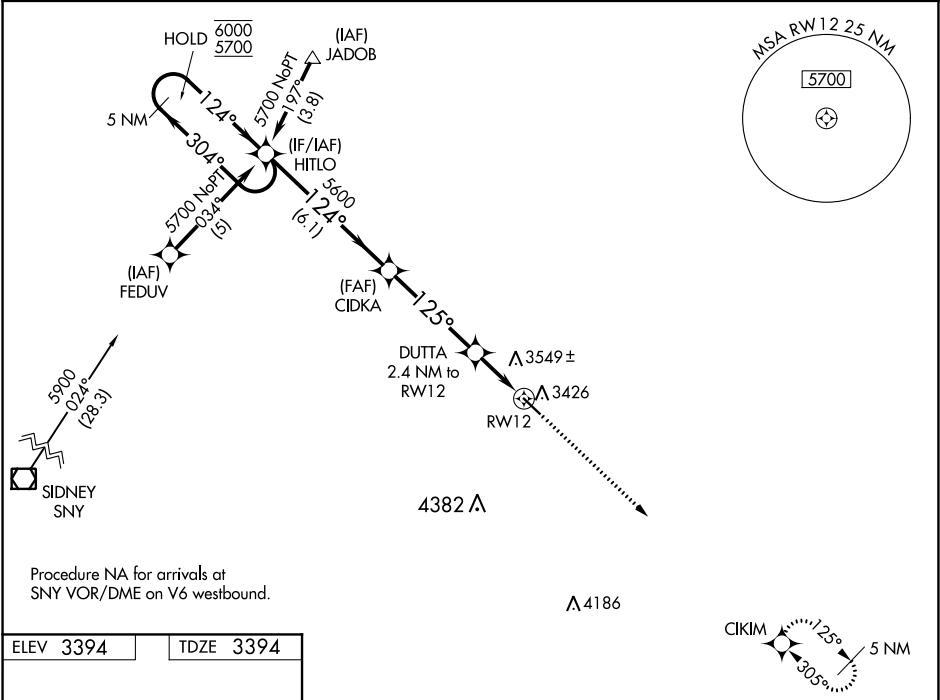 HOLD 6000
5700
(IAF)
JADOB
5700 NoPT
197°
(3.8)
MSA RW12 25 NM
5700
5 NM
124°
304°
(IF/IAF)
HITLO
5700 NoPT
034°
(5)
5600
124°
(6.1)
(IAF)
FEDUV
(FAF)
CIDKA
125°
DUTTA
2.4 NM to
RW12
3549 ±
3426
RW12
5900
024°
(28.3)
SIDNEY
SNY
4382
Procedure NA for arrivals at
SNY VOR/DME on V6 westbound.
4186
CIKIM
125°
305°
5 NM
ELEV 3394
TDZE 3394